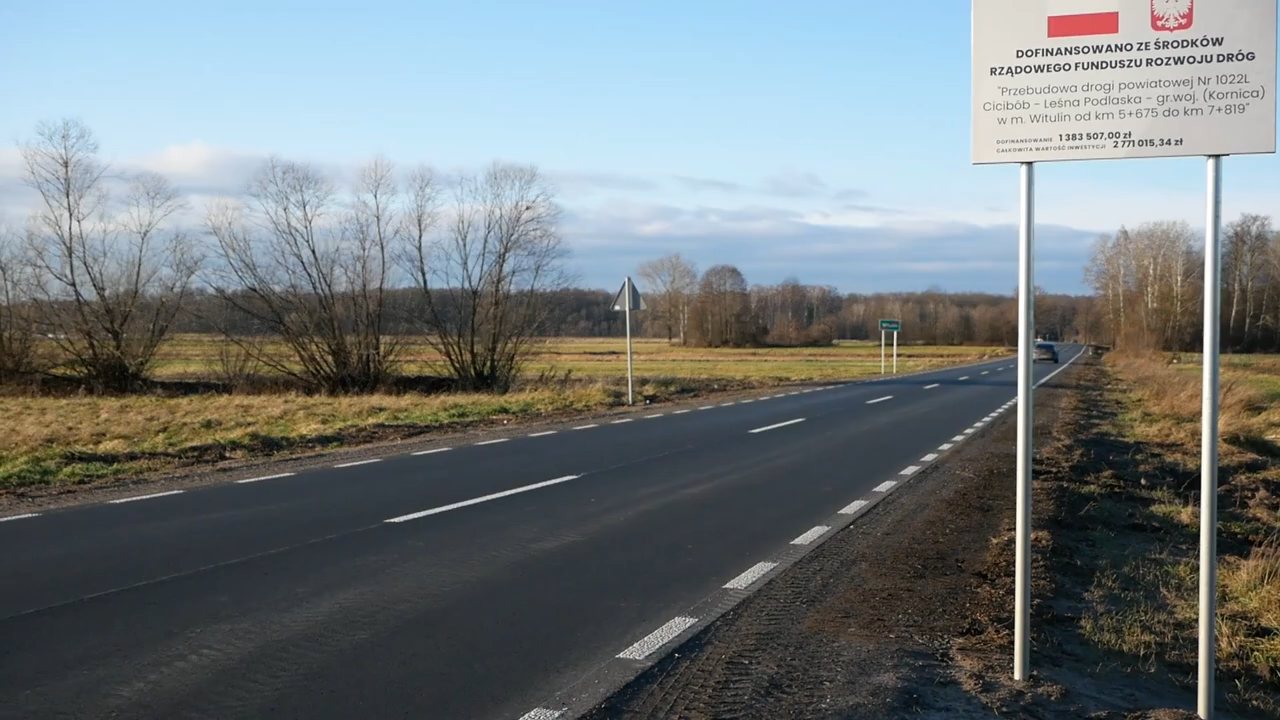 DOFINANSOWANO ZE ŚRODKÓW
RZĄDOWEGO FUNDUSZU ROZWOJU DRÓG
"Przebudowa drogi powiatowej Nr 1022L
Cicibór - Leśna Podlaska - gr.woj. (Kornica)
w m. Witulin od km 5+675 do km 7+819"
DOFINANSOWANIE 1 383 507,00 zł
CAŁKOWITA WARTOŚĆ INWESTYCJI 2 771 015,34 zł
Witulin